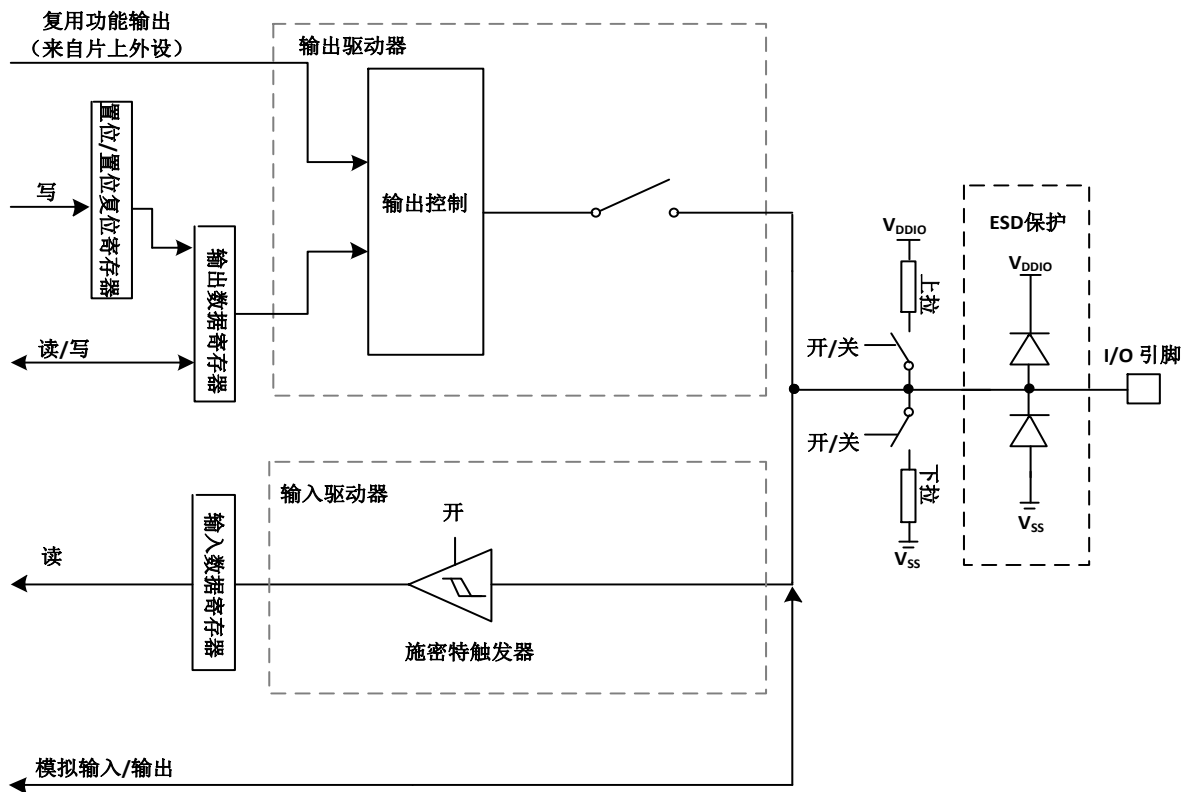 复用功能输出
（来自片上外设）
输出驱动器
置位/置位复位寄存器
写
输出控制
输出数据寄存器
读/写
V_DDIO
上拉
开/关
ESD保护
V_DDIO
I/O 引脚
开/关
下拉
V_SS
V_SS
输入驱动器
开
输入数据寄存器
读
施密特触发器
模拟输入/输出